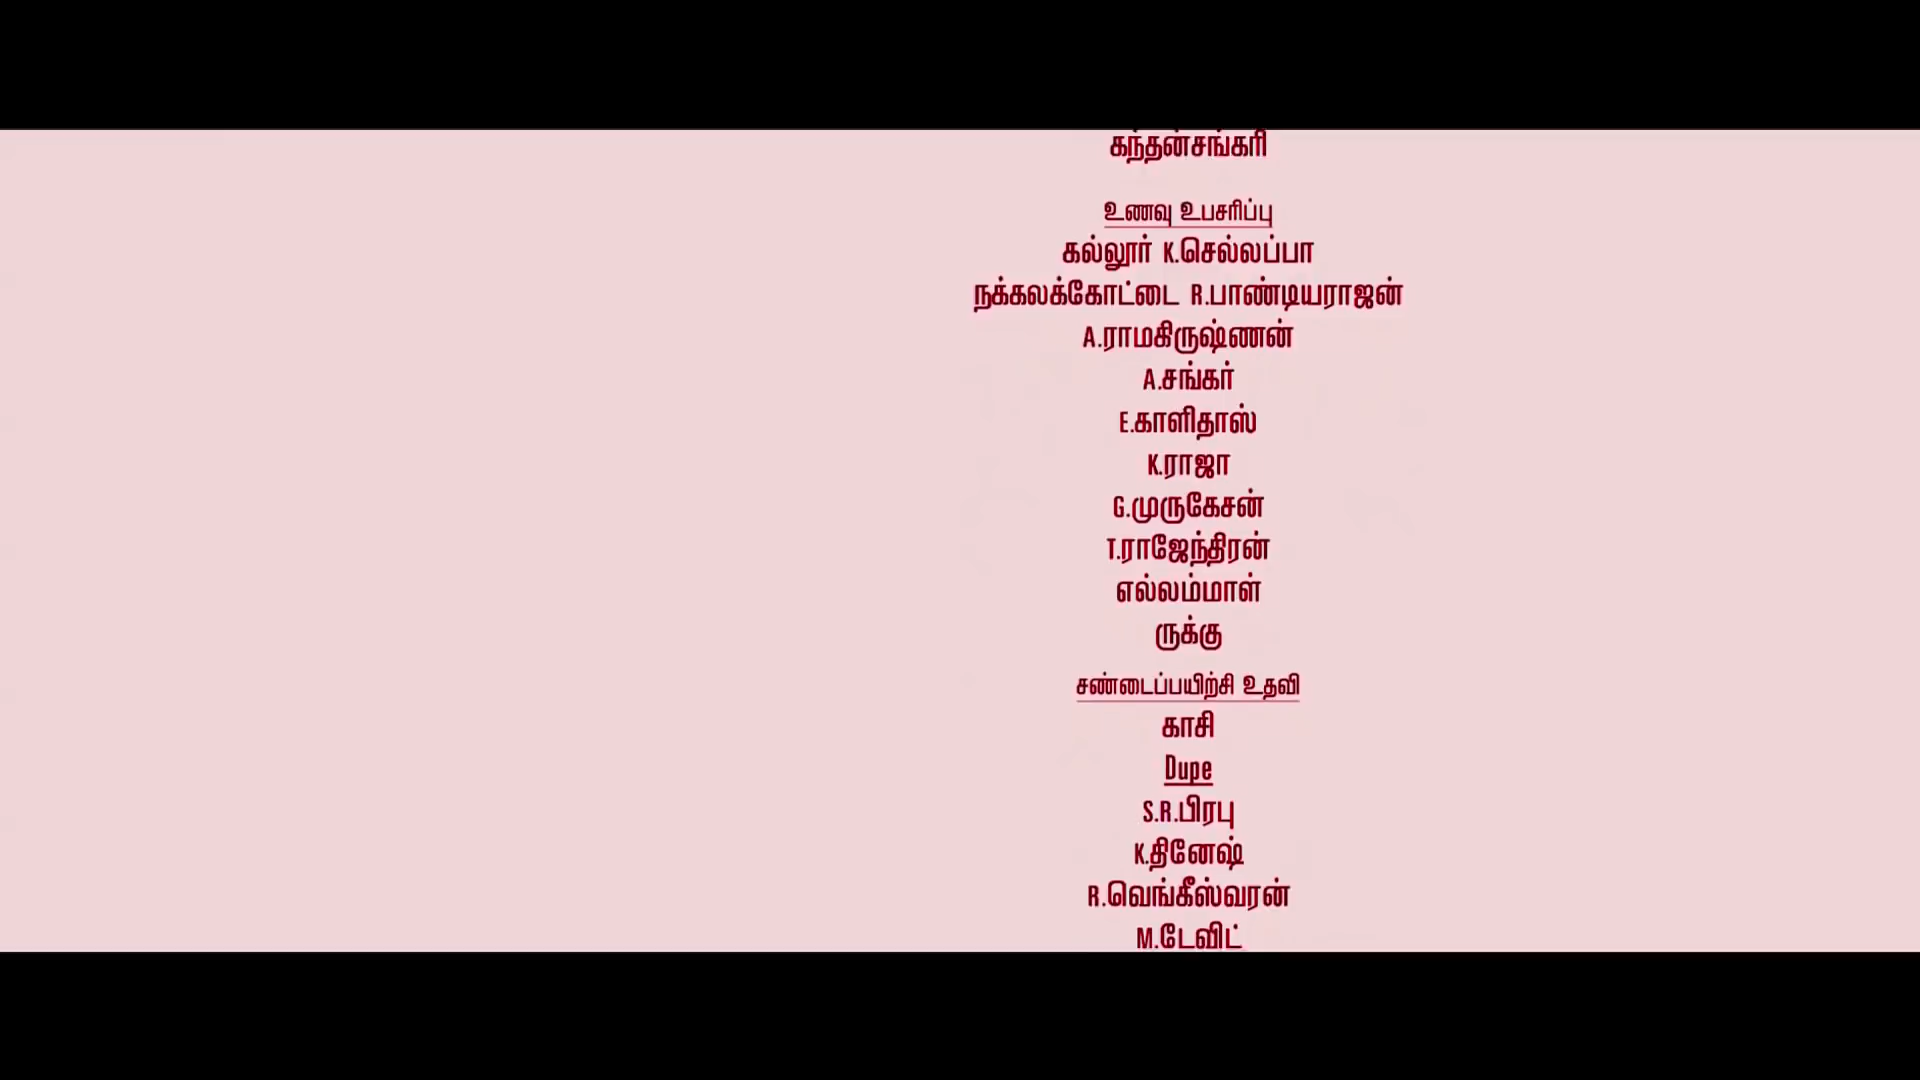 கந்தன்சங்கரி
உணவு உபசரிப்பு
கல்லூர் K.செல்லப்பா
நக்கலக்கோட்டை R.பாண்டியராஜன்
A.ராமகிருஷ்ணன்
A.சங்கர்
E.காளிதாஸ்
K.ராஜா
G.முருகேசன்
T.ராஜேந்திரன்
எல்லம்மாள்
ருக்கு
சண்டைப்பயிற்சி உதவி
காசி
Dupe
S.R.பிரபு
K.தினேஷ்
R.வெங்கீஸ்வரன்
M.டேவிட்